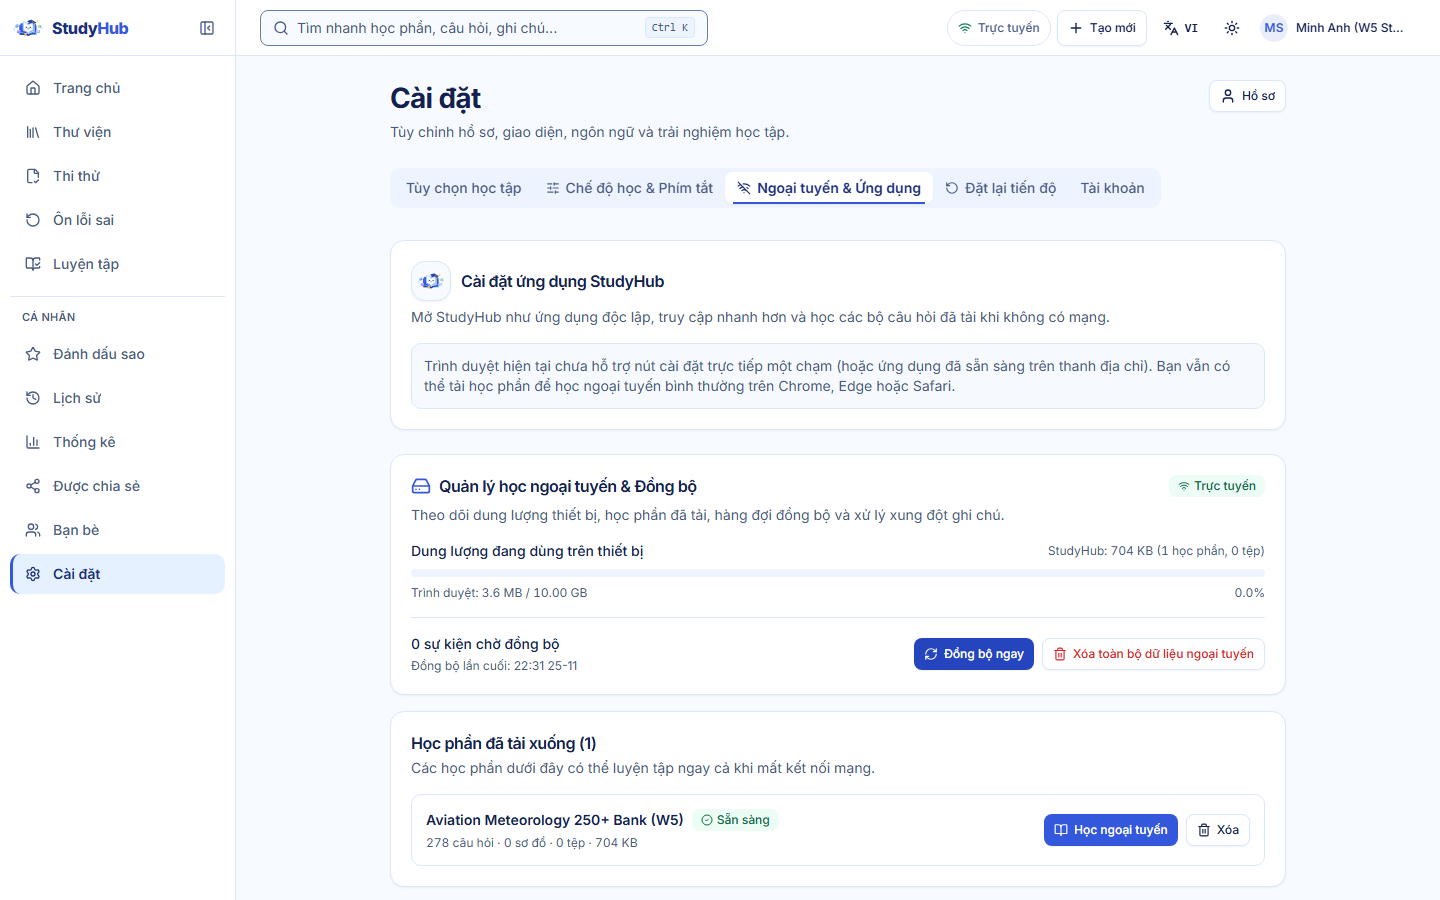 StudyHub
Tìm nhanh học phần, câu hỏi, ghi chú...
Ctrl K
Trực tuyến
Tạo mới
VI
MS
Minh Anh (W5 St...
Trang chủ
Thư viện
Thi thử
Ôn lỗi sai
Luyện tập
CÁ NHÂN
Đánh dấu sao
Lịch sử
Thống kê
Được chia sẻ
Bạn bè
Cài đặt
Cài đặt
Hồ sơ
Tùy chỉnh hồ sơ, giao diện, ngôn ngữ và trải nghiệm học tập.
Tùy chọn học tập
Chế độ học & Phím tắt
Ngoại tuyến & Ứng dụng
Đặt lại tiến độ
Tài khoản
Cài đặt ứng dụng StudyHub
Mở StudyHub như ứng dụng độc lập, truy cập nhanh hơn và học các bộ câu hỏi đã tải khi không có mạng.
Trình duyệt hiện tại chưa hỗ trợ nút cài đặt trực tiếp một chạm (hoặc ứng dụng đã sẵn sàng trên thanh địa chỉ). Bạn vẫn có
thể tải học phần để học ngoại tuyến bình thường trên Chrome, Edge hoặc Safari.
Quản lý học ngoại tuyến & Đồng bộ
Trực tuyến
Theo dõi dung lượng thiết bị, học phần đã tải, hàng đợi đồng bộ và xử lý xung đột ghi chú.
Dung lượng đang dùng trên thiết bị
StudyHub: 704 KB (1 học phần, 0 tệp)
Trình duyệt: 3.6 MB / 10.00 GB
0.0%
0 sự kiện chờ đồng bộ
Đồng bộ lần cuối: 22:31 25-11
Đồng bộ ngay
Xóa toàn bộ dữ liệu ngoại tuyến
Học phần đã tải xuống (1)
Các học phần dưới đây có thể luyện tập ngay cả khi mất kết nối mạng.
Aviation Meteorology 250+ Bank (W5)
Sẵn sàng
278 câu hỏi · 0 sơ đồ · 0 tệp · 704 KB
Học ngoại tuyến
Xóa